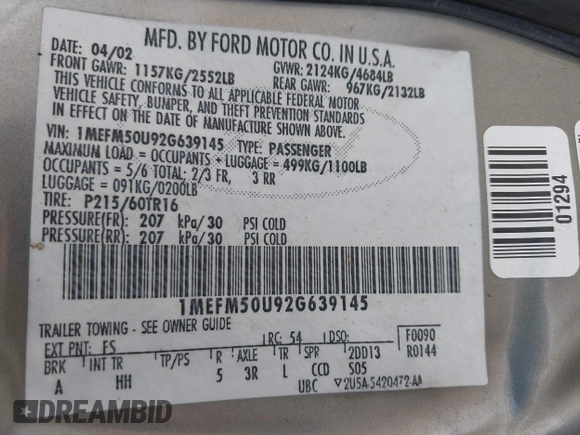 MFD. BY FORD MOTOR CO. IN U.S.A.
DATE: 04/02 GVWR: 2124KG/4684LB
FRONT GAWR: 1157KG/2552LB REAR GAWR: 967KG/2132LB
THIS VEHICLE CONFORMS TO ALL APPLICABLE FEDERAL MOTOR
VEHICLE SAFETY, BUMPER, AND THEFT PREVENTION STANDARDS
IN EFFECT ON THE DATE OF MANUFACTURE SHOWN ABOVE.
VIN: 1MEFM50U92G639145 TYPE: PASSENGER
MAXIMUM LOAD = OCCUPANTS + LUGGAGE = 499KG/1100LB
OCCUPANTS = 5/6 TOTAL: 2/3 FR, 3 RR
LUGGAGE = 091KG/0200LB
TIRE: P215/60TR16
PRESSURE(FR): 207 kPa/30 PSI COLD
PRESSURE(RR): 207 kPa/30 PSI COLD
1MEFM50U92G639145
TRAILER TOWING - SEE OWNER GUIDE
EXT PNT: FS RC: 54 DSO: F0090
BRK INT TR TP/PS R AXLE TR SPR 2DD13 R0144
A HH 5 3R L CCD S05
UBC 2U5A-5420472-AA
01294
DREAMBID